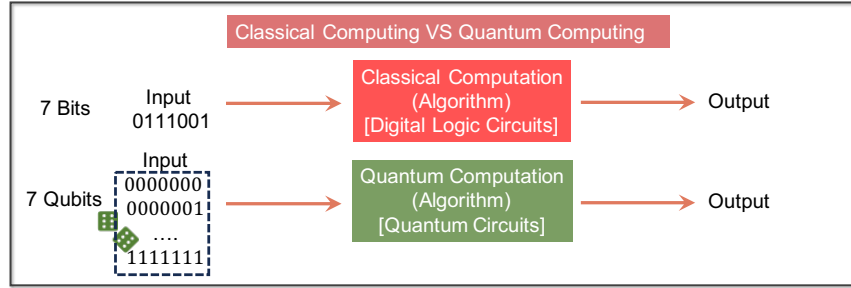 Classical Computing VS Quantum Computing
7 Bits
Input
0111001
Classical Computation
(Algorithm)
[Digital Logic Circuits]
Output
7 Qubits
Input
0000000
0000001
....
1111111
Quantum Computation
(Algorithm)
[Quantum Circuits]
Output